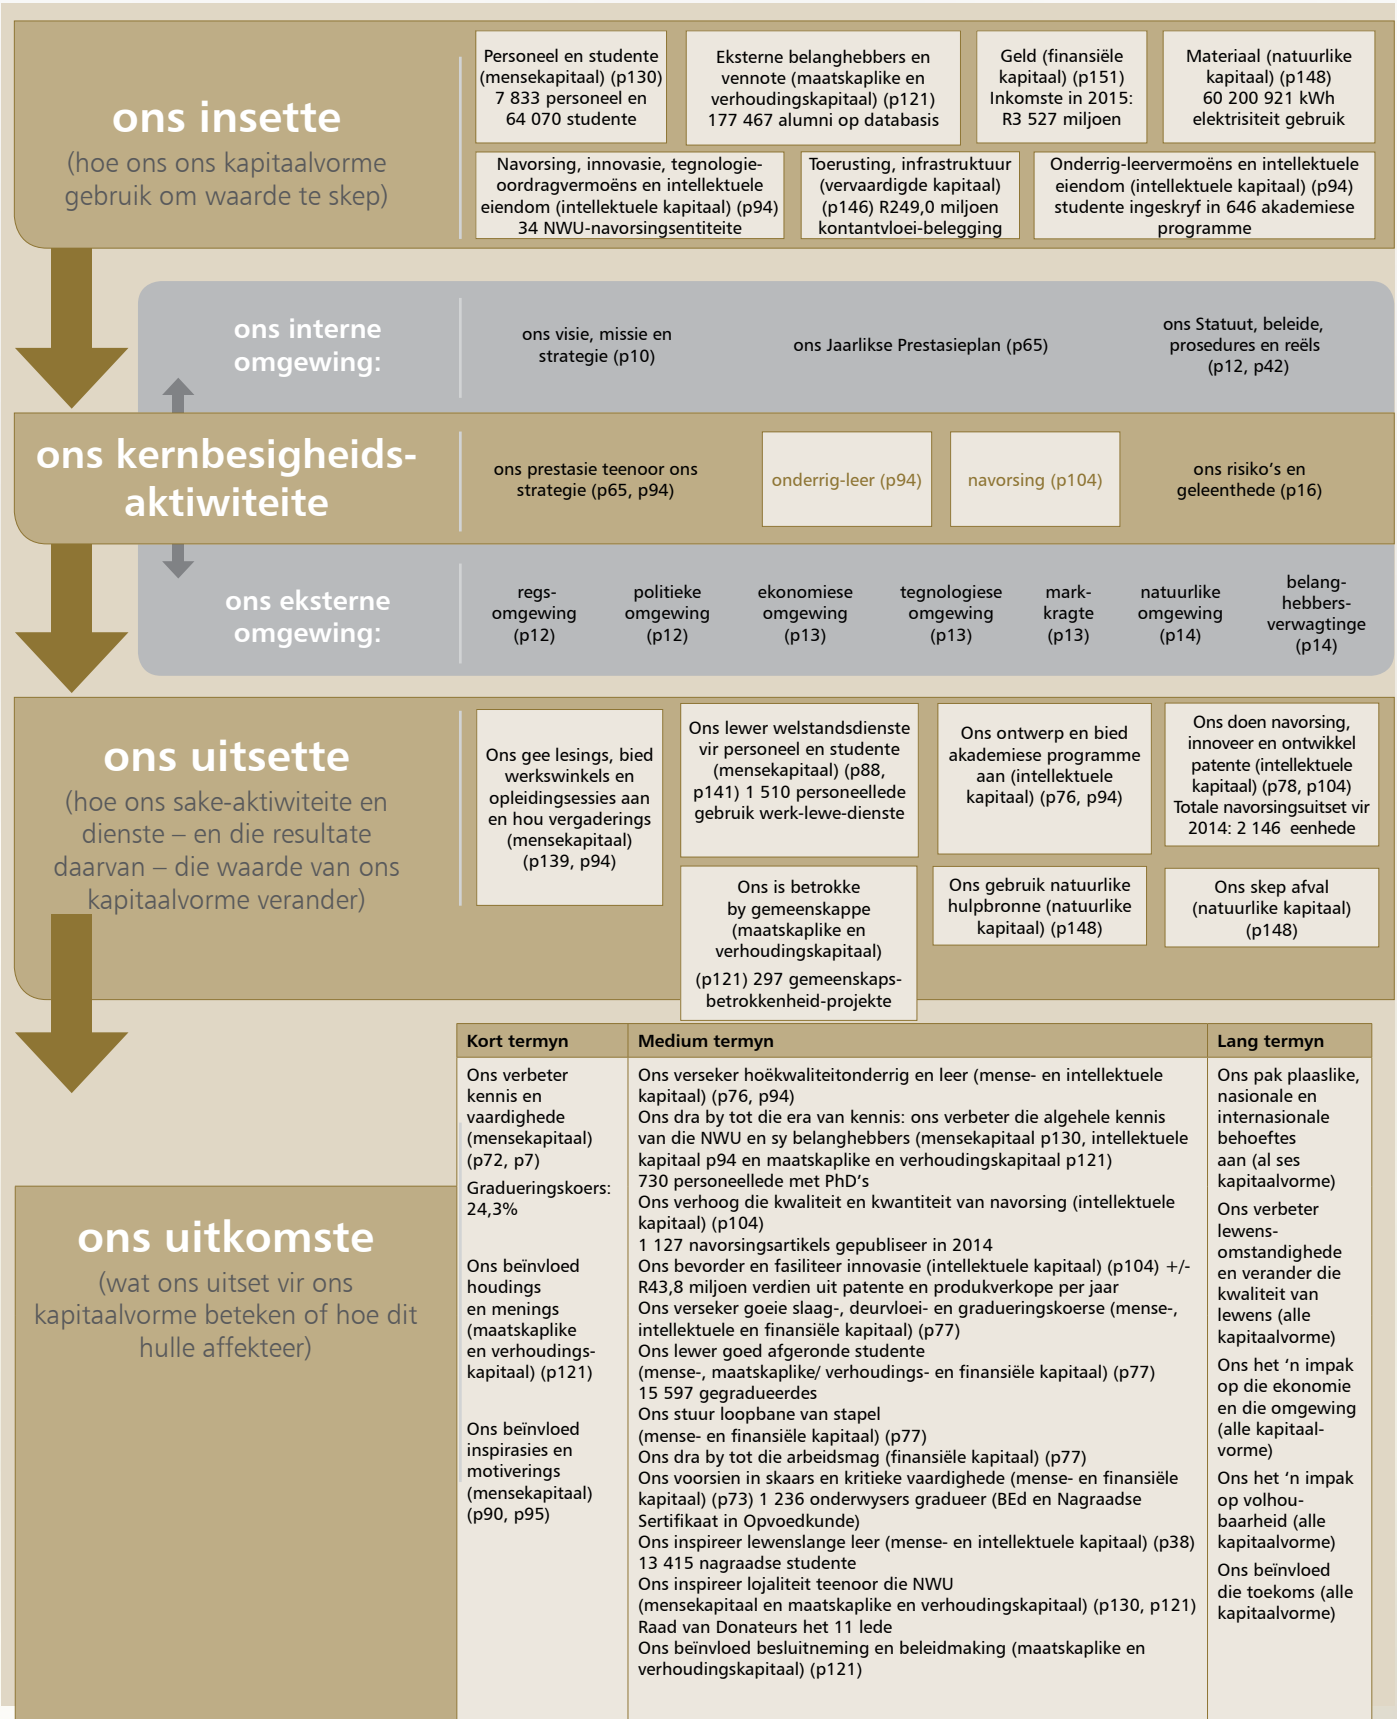 ons insette
(hoe ons ons kapitaalvorme
gebruik om waarde te skep)
Personeel en studente
(mensekapitaal) (p130)
7 833 personeel en
64 070 studente
Eksterne belanghebbers en
vennote (maatskaplike en
verhoudingskapitaal) (p121)
177 467 alumni op databasis
Geld (finansiële
kapitaal) (p151)
Inkomste in 2015:
R3 527 miljoen
Materiaal (natuurlike
kapitaal) (p148)
60 200 921 kWh
elektrisiteit gebruik
Navorsing, innovasie, tegnologie-
oordragvermoëns en intellektuele
eiendom (intellektuele kapitaal) (p94)
34 NWU-navorsingsentiteite
Toerusting, infrastruktuur
(vervaardigde kapitaal)
(p146) R249,0 miljoen
kontantvloei-belegging
Onderrig-leervermoëns en intellektuele
eiendom (intellektuele kapitaal) (p94)
studente ingeskryf in 646 akademiese
programme
ons interne
omgewing:
ons visie, missie en
strategie (p10)
ons Jaarlikse Prestasieplan (p65)
ons Statuut, beleide,
prosedures en reëls
(p12, p42)
ons kernbesigheids-
aktiwiteite
ons prestasie teenoor ons
strategie (p65, p94)
onderrig-leer (p94)
navorsing (p104)
ons risiko‘s en
geleenthede (p16)
ons eksterne
omgewing:
regs-
omgewing
(p12)
politieke
omgewing
(p12)
ekonomiese
omgewing
(p13)
tegnologiese
omgewing
(p13)
mark-
kragte
(p13)
natuurlike
omgewing
(p14)
belang-
hebbers-
verwagtinge
(p14)
ons uitsette
(hoe ons sake-aktiwiteite en
dienste – en die resultate
daarvan – die waarde van ons
kapitaalvorme verander)
Ons gee lesings, bied
werkswinkels en
opleidingsessies aan
en hou vergaderings
(mensekapitaal)
(p139, p94)
Ons lewer welstandsdienste
vir personeel en studente
(mensekapitaal) (p88,
p141) 1 510 personeellede
gebruik werk-lewe-dienste
Ons ontwerp en bied
akademiese programme
aan (intellektuele
kapitaal) (p76, p94)
Ons doen navorsing,
innoveer en ontwikkel
patente (intellektuele
kapitaal) (p78, p104)
Totale navorsingsuitset vir
2014: 2 146 eenhede
Ons is betrokke
by gemeenskappe
(maatskaplike en
verhoudingskapitaal)
(p121) 297 gemeenskaps-
betrokkenheid-projekte
Ons gebruik natuurlike
hulpbronne (natuurlike
kapitaal) (p148)
Ons skep afval
(natuurlike kapitaal)
(p148)
ons uitkomste
(wat ons uitset vir ons
kapitaalvorme beteken of hoe dit
hulle affekteer)
Kort termyn
Ons verbeter
kennis en
vaardighede
(mensekapitaal)
(p72, p7)
Gradueringskoers:
24,3%
Ons beïnvloed
houdings
en menings
(maatskaplike
en verhoudings-
kapitaal) (p121)
Ons beïnvloed
inspirasies en
motiverings
(mensekapitaal)
(p90, p95)
Medium termyn
Ons verseker hoëkwaliteitonderrig en leer (mense- en intellektuele
kapitaal) (p76, p94)
Ons dra by tot die era van kennis: ons verbeter die algehele kennis
van die NWU en sy belanghebbers (mensekapitaal p130, intellektuele
kapitaal p94 en maatskaplike en verhoudingskapitaal p121)
730 personeellede met PhD’s
Ons verhoog die kwaliteit en kwantiteit van navorsing (intellektuele
kapitaal) (p104)
1 127 navorsingsartikels gepubliseer in 2014
Ons bevorder en fasiliteer innovasie (intellektuele kapitaal) (p104) +/-
R43,8 miljoen verdien uit patente en produkverkope per jaar
Ons verseker goeie slaag-, deurvloei- en gradueringskoerse (mense-,
intellektuele en finansiële kapitaal) (p77)
Ons lewer goed afgeronde studente
(mense-, maatskaplike/ verhoudings- en finansiële kapitaal) (p77)
15 597 gegradueerdes
Ons stuur loopbane van stapel
(mense- en finansiële kapitaal) (p77)
Ons dra by tot die arbeidsmag (finansiële kapitaal) (p77)
Ons voorsien in skaars en kritieke vaardighede (mense- en finansiële
kapitaal) (p73) 1 236 onderwysers gradueer (BEd en Nagraadse
Sertifikaat in Opvoedkunde)
Ons inspireer lewenslange leer (mense- en intellektuele kapitaal) (p38)
13 415 nagraadse studente
Ons inspireer lojaliteit teenoor die NWU
(mensekapitaal en maatskaplike en verhoudingskapitaal) (p130, p121)
Raad van Donateurs het 11 lede
Ons beïnvloed besluitneming en beleidmaking (maatskaplike en
verhoudingskapitaal) (p121)
Lang termyn
Ons pak plaaslike,
nasionale en
internasionale
behoeftes
aan (al ses
kapitaalvorme)
Ons verbeter
lewens-
omstandighede
en verander die
kwaliteit van
lewens (alle
kapitaalvorme)
Ons het ‘n impak
op die ekonomie
en die omgewing
(alle kapitaal-
vorme)
Ons het ‘n impak
op volhou-
baarheid (alle
kapitaalvorme)
Ons beïnvloed
die toekoms (alle
kapitaalvorme)